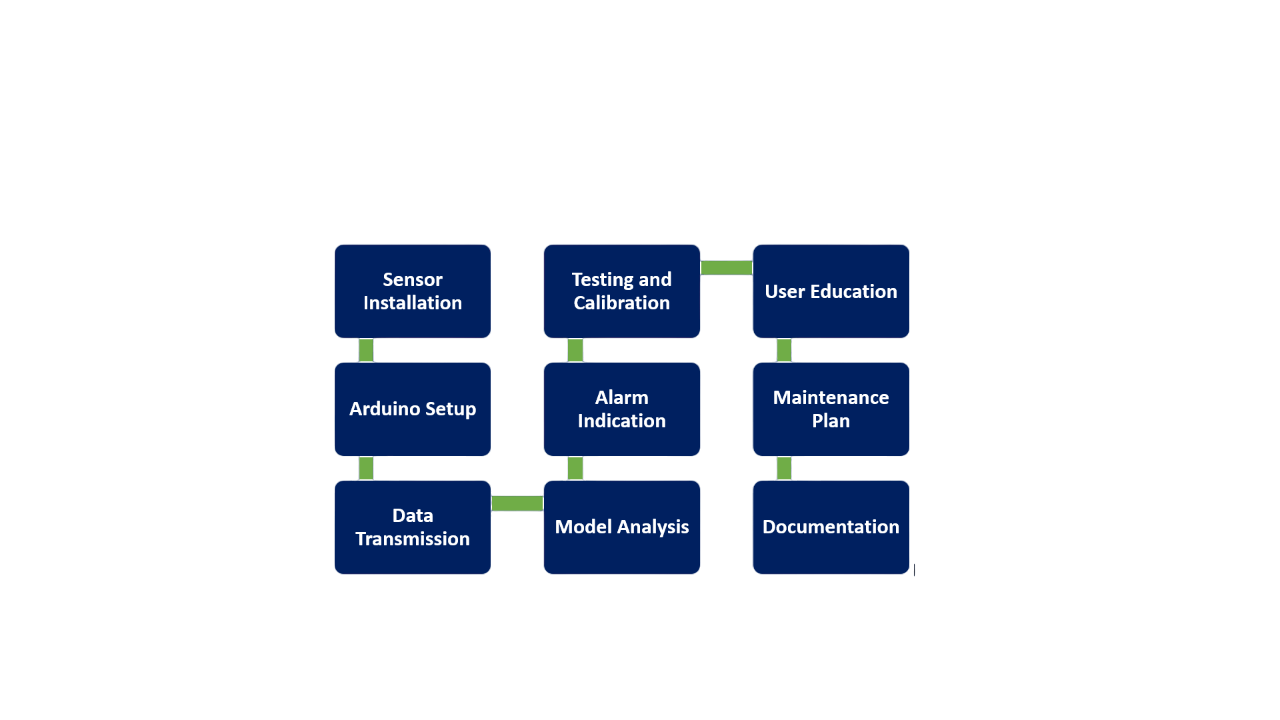 Sensor
Installation
Arduino Setup
Data
Transmission
Model Analysis
Alarm
Indication
Testing and
Calibration
User Education
Maintenance
Plan
Documentation